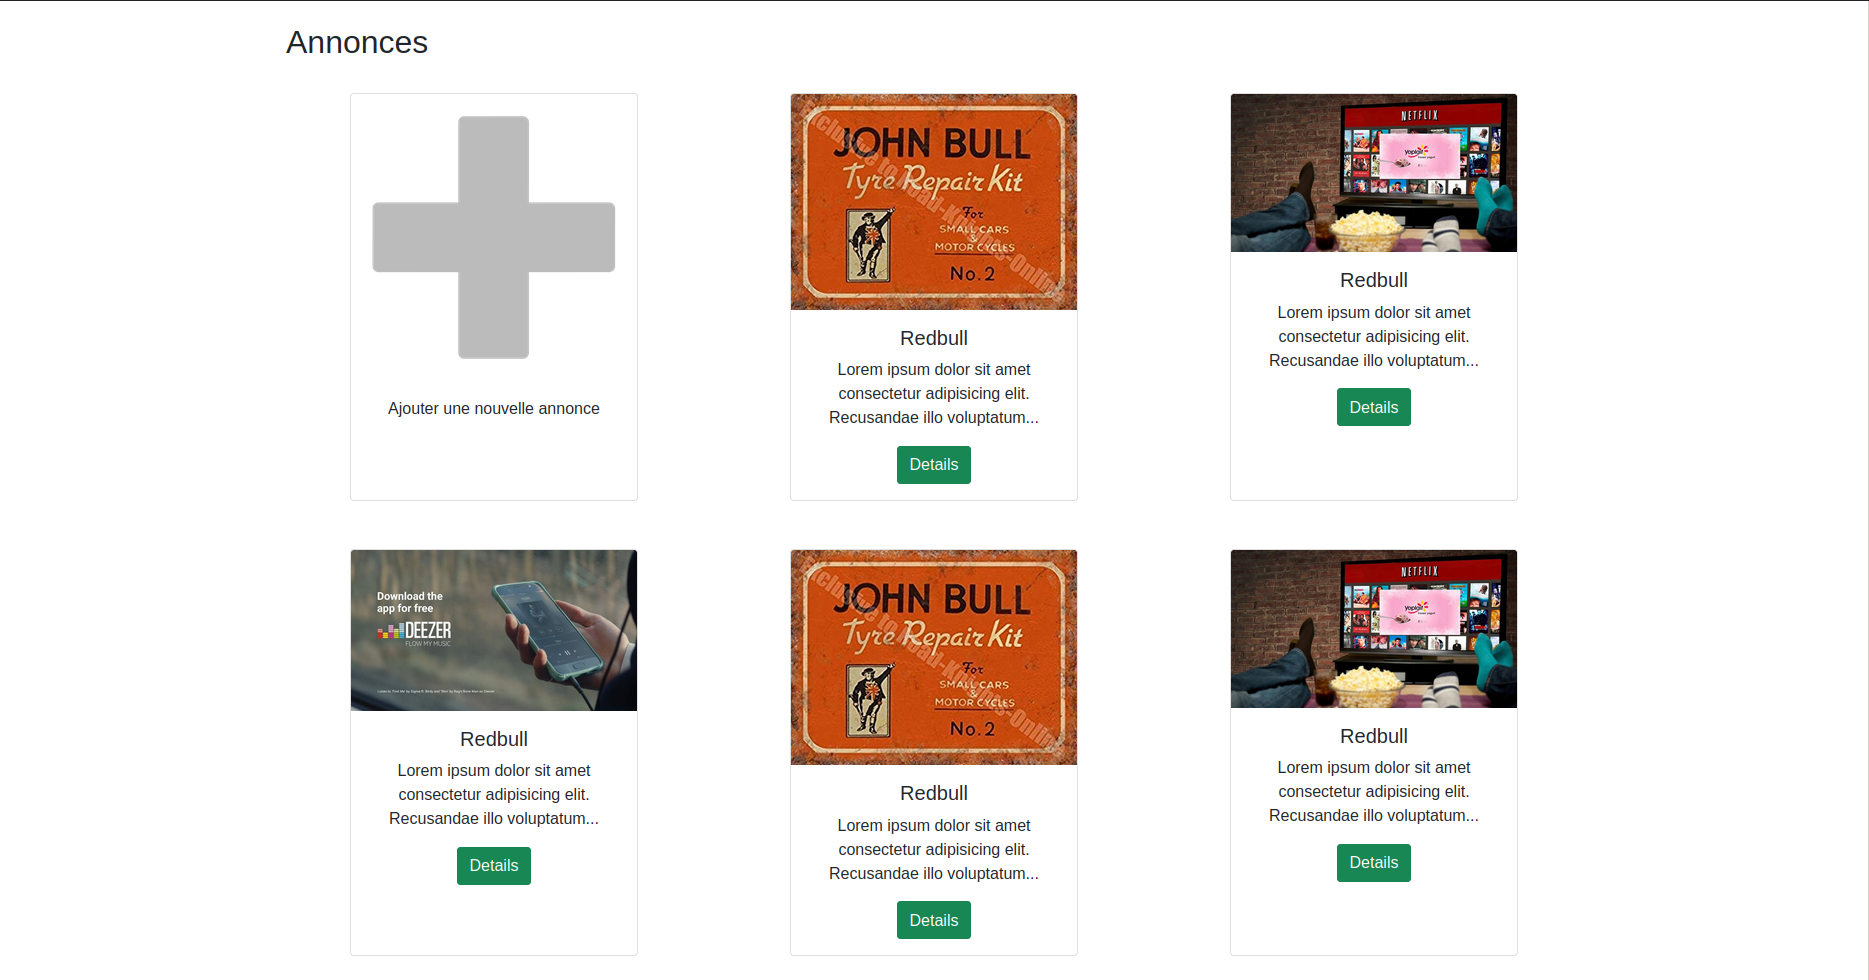 Annonces
Ajouter une nouvelle annonce
JOHN BULL
Tyre Repair Kit
For
SMALL CARS
&
MOTOR CYCLES
No.2
Redbull
Lorem ipsum dolor sit amet
consectetur adipisicing elit.
Recusandae illo voluptatum...
Details
NETFLIX
yoplait
Redbull
Lorem ipsum dolor sit amet
consectetur adipisicing elit.
Recusandae illo voluptatum...
Details
Download the
app for free
DEEZER
FLOW MY MUSIC
Redbull
Lorem ipsum dolor sit amet
consectetur adipisicing elit.
Recusandae illo voluptatum...
Details
JOHN BULL
Tyre Repair Kit
For
SMALL CARS
&
MOTOR CYCLES
No.2
Redbull
Lorem ipsum dolor sit amet
consectetur adipisicing elit.
Recusandae illo voluptatum...
Details
NETFLIX
yoplait
Redbull
Lorem ipsum dolor sit amet
consectetur adipisicing elit.
Recusandae illo voluptatum...
Details